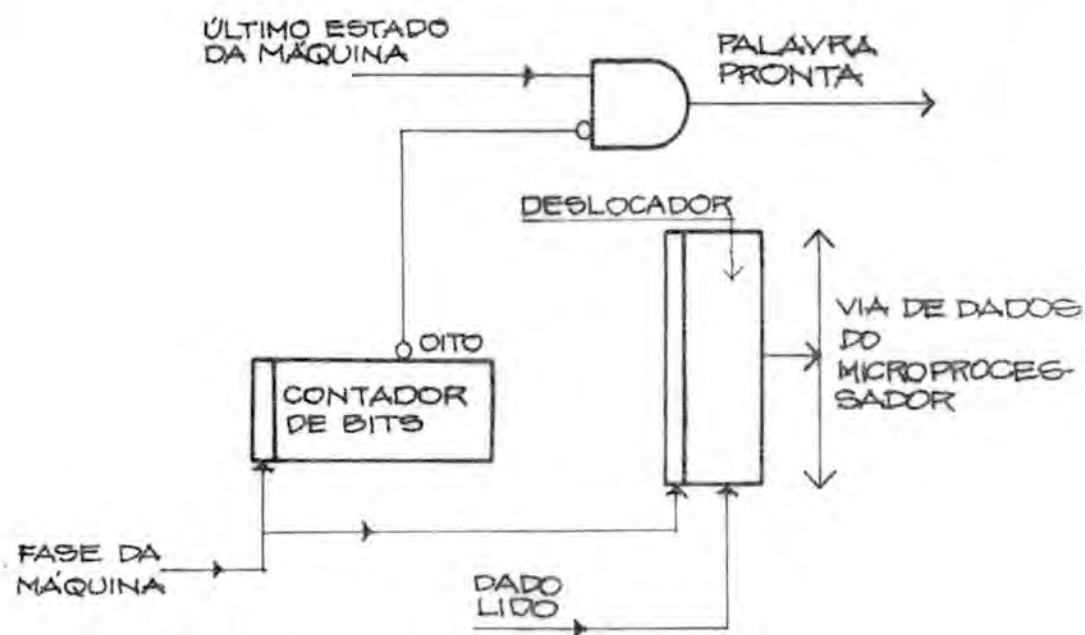 ÚLTIMO ESTADO
DA MÁQUINA
PALAVRA
PRONTA
DESLOCADOR
VIA DE DADOS
DO
MICROPROCES-
SADOR
OITO
CONTADOR
DE BITS
FASE DA
MÁQUINA
DADO
LIDO